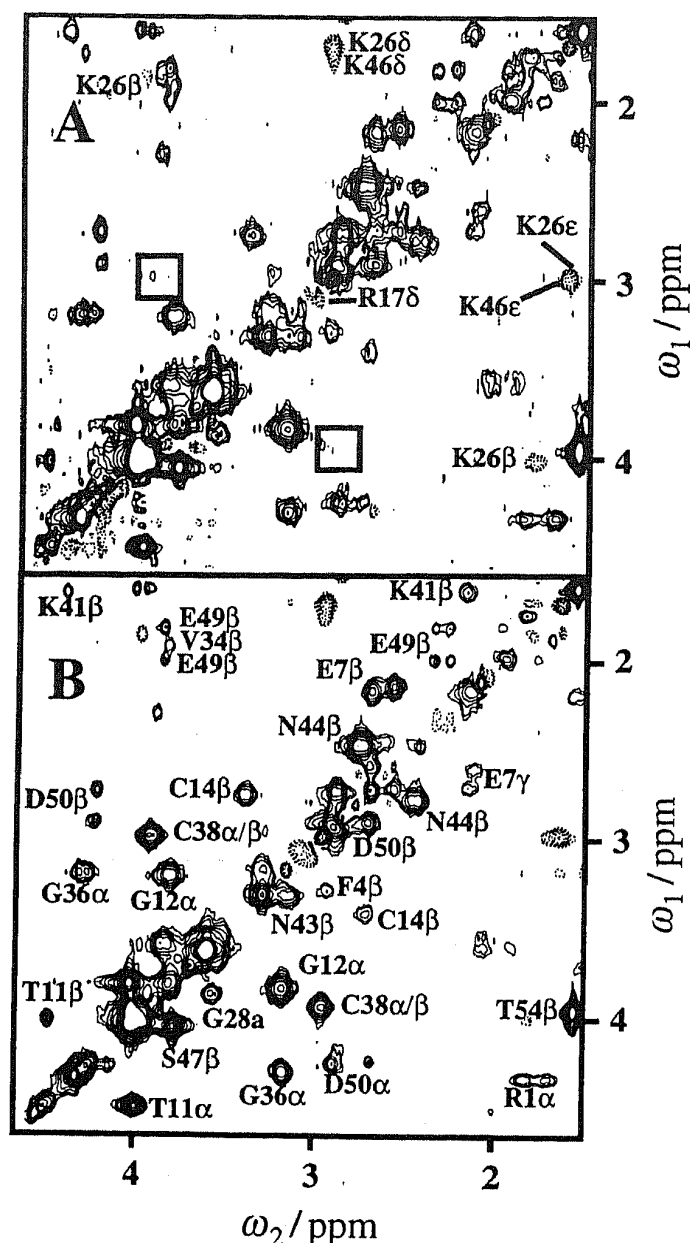 K26δ
K46δ
K26β
A
2
K26ε
3
K46ε
R17δ
ω1 / ppm
K26β
4
K41β
K41β
E49β
V34β
E49β
E49β
2
B
E7β
N44β
E7γ
D50β
C14β
N44β
C38α/β
D50β
3
G36α
G12α
F4β
N43β
C14β
ω1 / ppm
G12α
T11β
G28a
C38α/β
T54β
4
S47β
G36α
D50α
R1α
T11α
4
3
2
ω2 / ppm